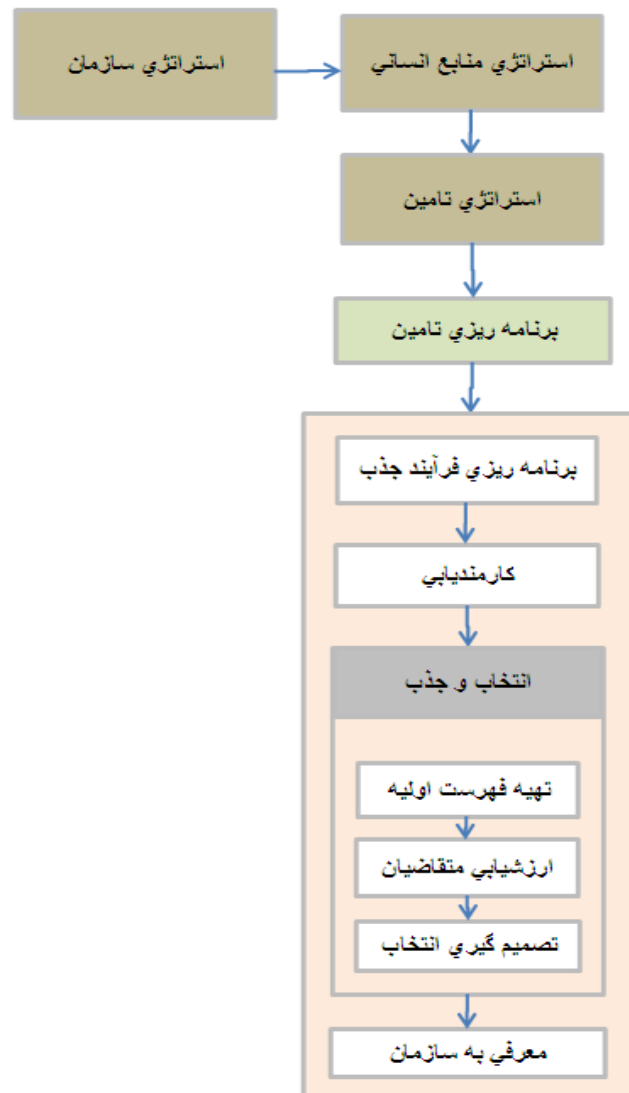 استراتژي سازمان
استراتژي منابع انساني
استراتژي تامين
برنامه ريزي تامين
برنامه ريزي فرآيند جذب
كارمنديابي
انتخاب و جذب
تهيه فهرست اوليه
ارزشيابي متقاضيان
تصميم گيري انتخاب
معرفي به سازمان